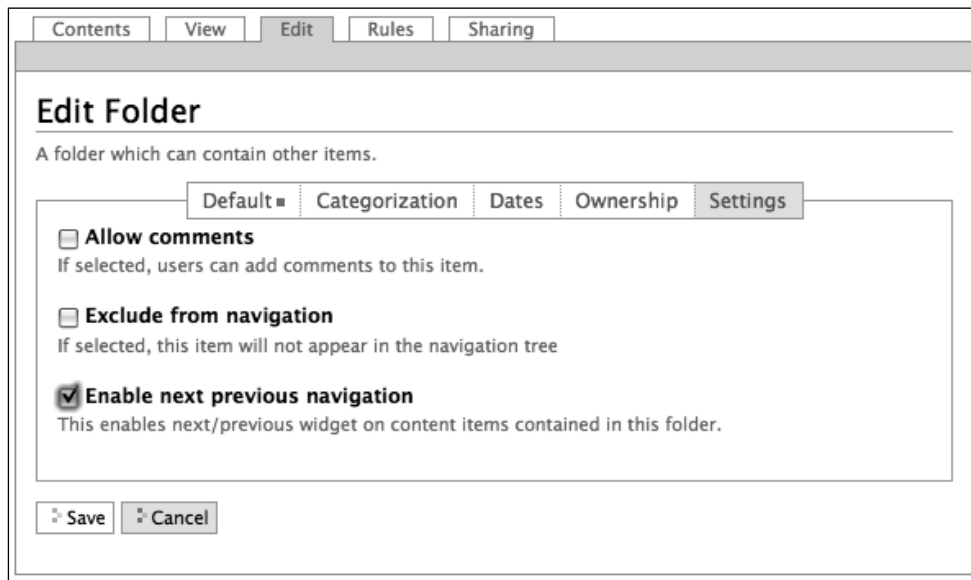 Contents View Edit Rules Sharing
Edit Folder
A folder which can contain other items.
Default Categorization Dates Ownership Settings
Allow comments
If selected, users can add comments to this item.
Exclude from navigation
If selected, this item will not appear in the navigation tree
Enable next previous navigation
This enables next/previous widget on content items contained in this folder.
Save Cancel